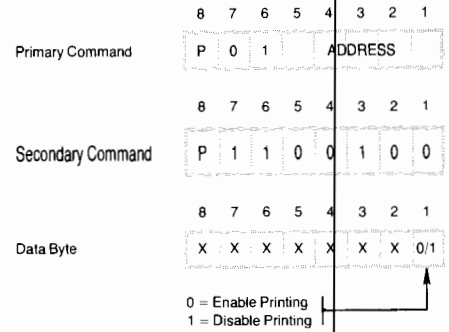 8 7 6 5 4 3 2 1
Primary Command P 0 1 ADDRESS
8 7 6 5 4 3 2 1
Secondary Command P 1 1 0 0 1 0 0
8 7 6 5 4 3 2 1
Data Byte X X X X X X X 0/1
0 = Enable Printing
1 = Disable Printing